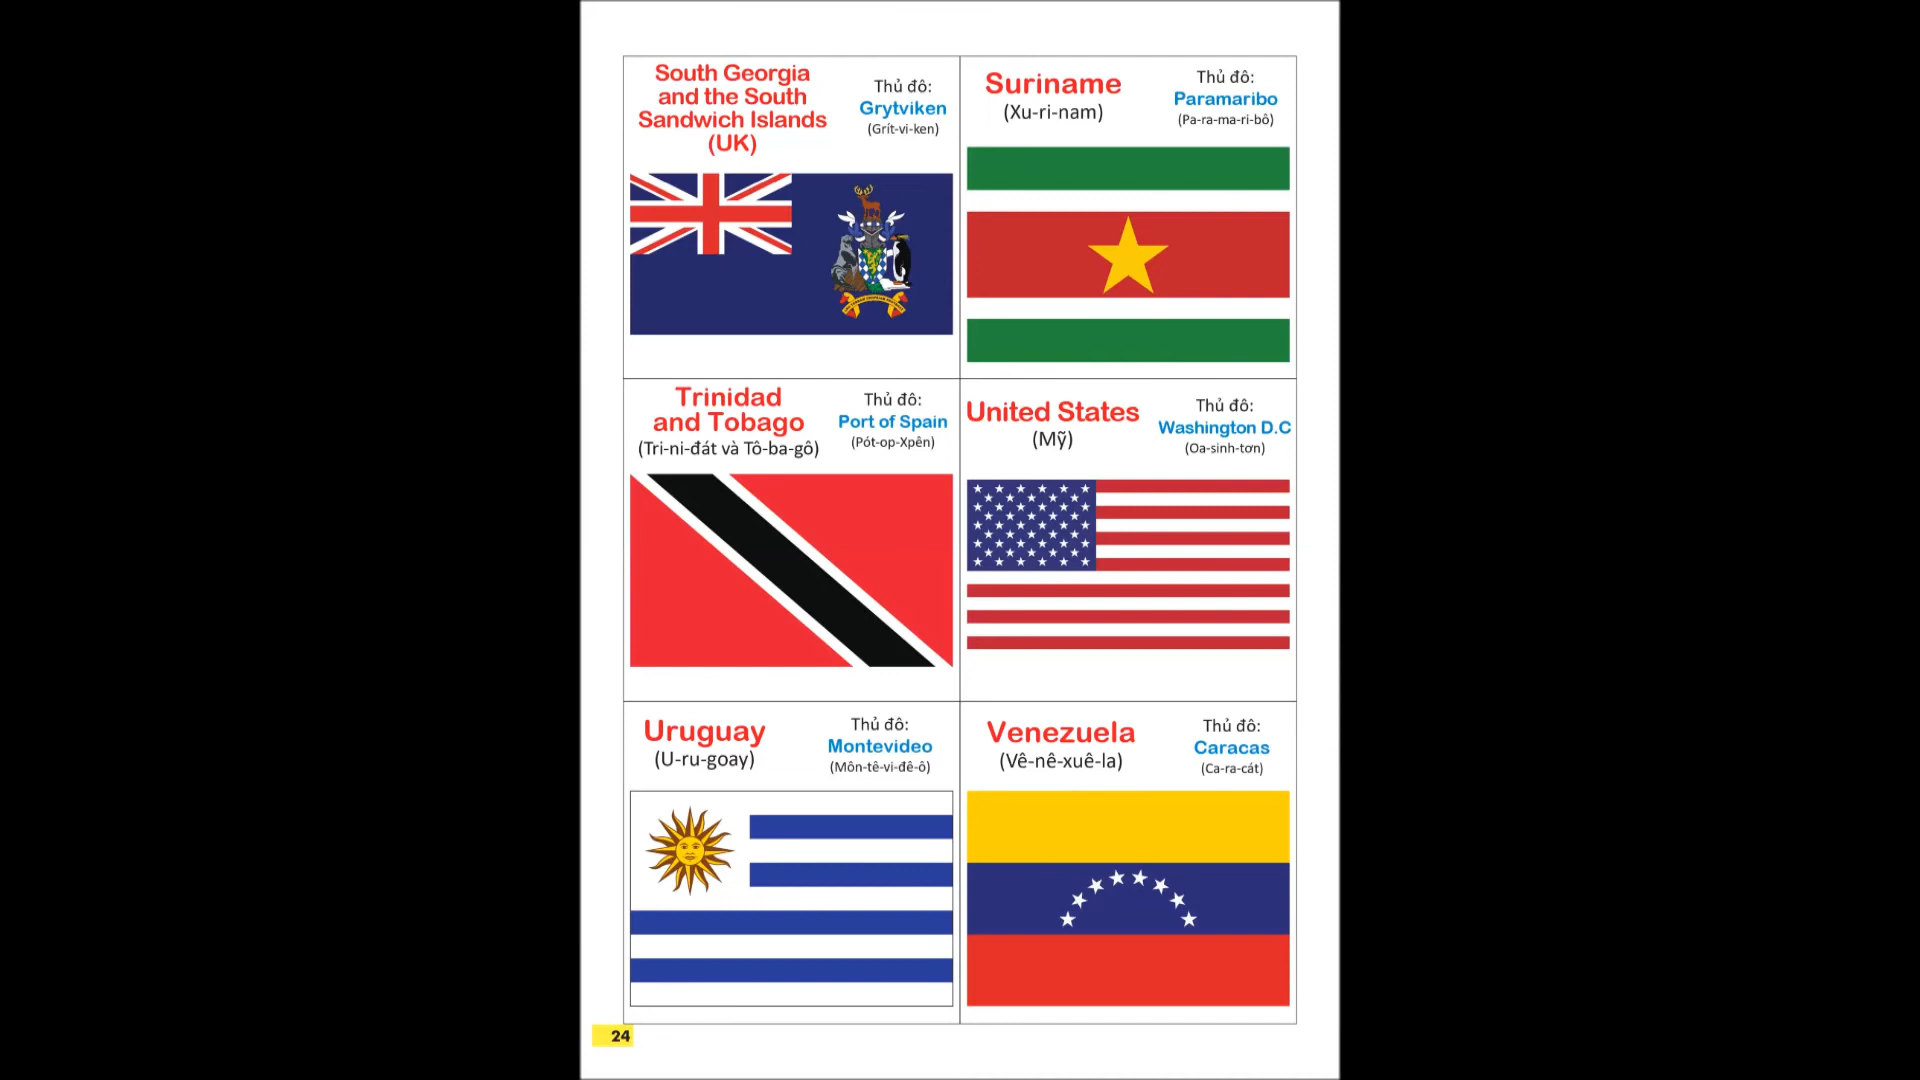 South Georgia
and the South
Sandwich Islands
(UK)
Thủ đô:
Grytviken
(Grít-vi-ken)
Suriname
(Xu-ri-nam)
Thủ đô:
Paramaribo
(Pa-ra-ma-ri-bô)
Trinidad
and Tobago
(Tri-ni-đát và Tô-ba-gô)
Thủ đô:
Port of Spain
(Pót-op-Xpên)
United States
(Mỹ)
Thủ đô:
Washington D.C
(Oa-sinh-tơn)
Uruguay
(U-ru-goay)
Thủ đô:
Montevideo
(Môn-tê-vi-đê-ô)
Venezuela
(Vê-nê-xuê-la)
Thủ đô:
Caracas
(Ca-ra-cát)
24